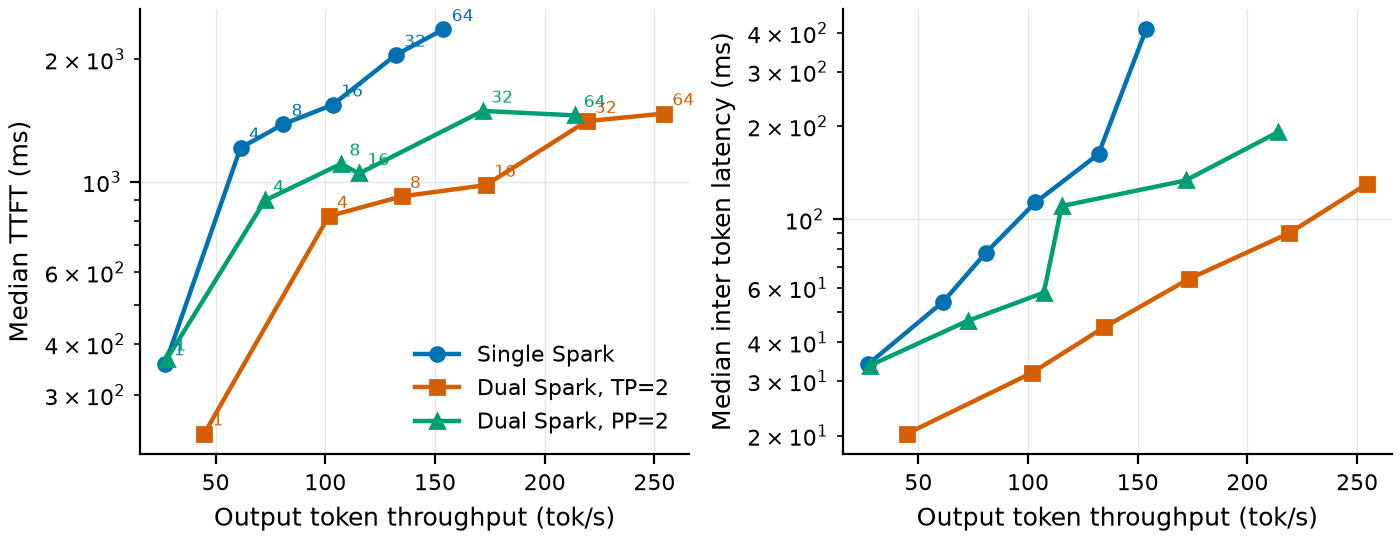 Median TTFT (ms)
2 × 10³
10³
6 × 10²
4 × 10²
3 × 10²
64
32
16
8
4
1
64
32
16
8
4
1
64
32
16
8
4
1
Single Spark
Dual Spark, TP=2
Dual Spark, PP=2
50 100 150 200 250
Output token throughput (tok/s)
Median inter token latency (ms)
4 × 10²
3 × 10²
2 × 10²
10²
6 × 10¹
4 × 10¹
3 × 10¹
2 × 10¹
50 100 150 200 250
Output token throughput (tok/s)